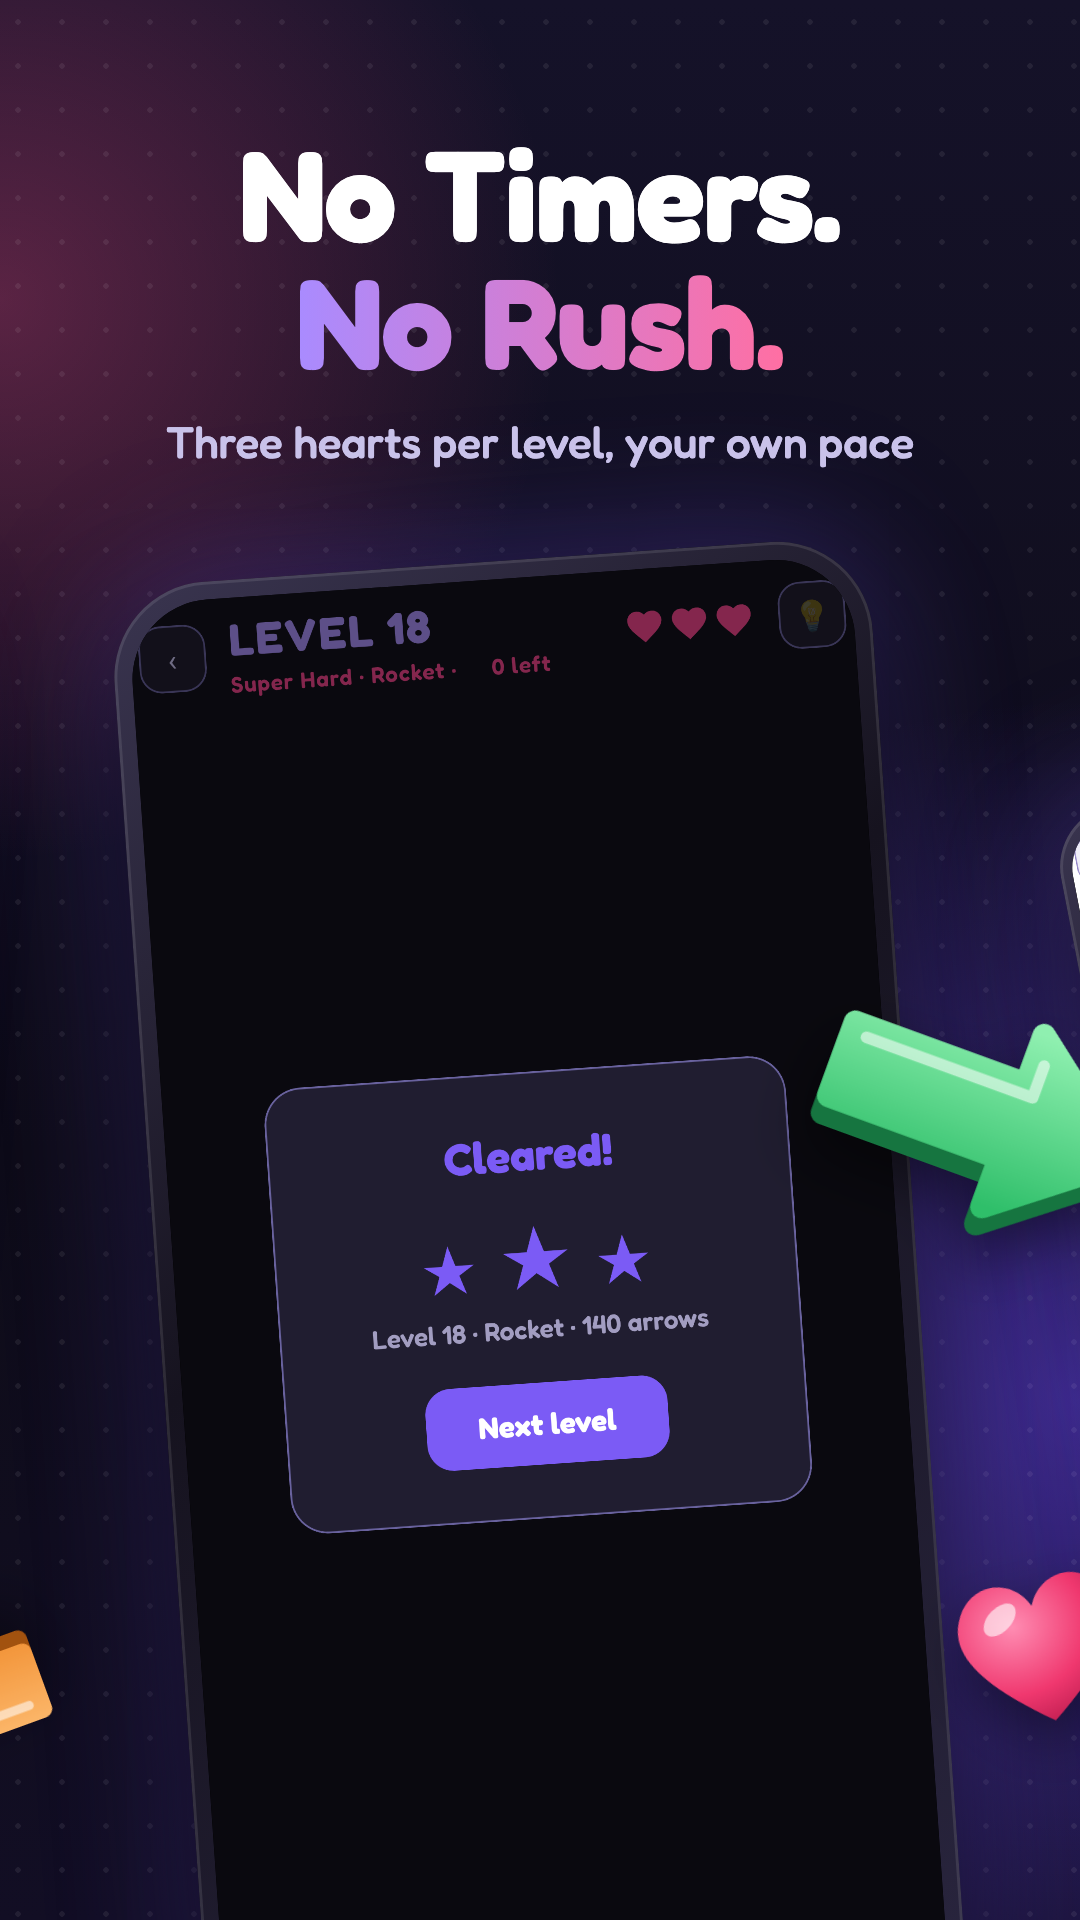 No Timers.
No Rush.
Three hearts per level, your own pace
LEVEL 18
Super Hard · Rocket · 0 left
Cleared!
Level 18 · Rocket · 140 arrows
Next level